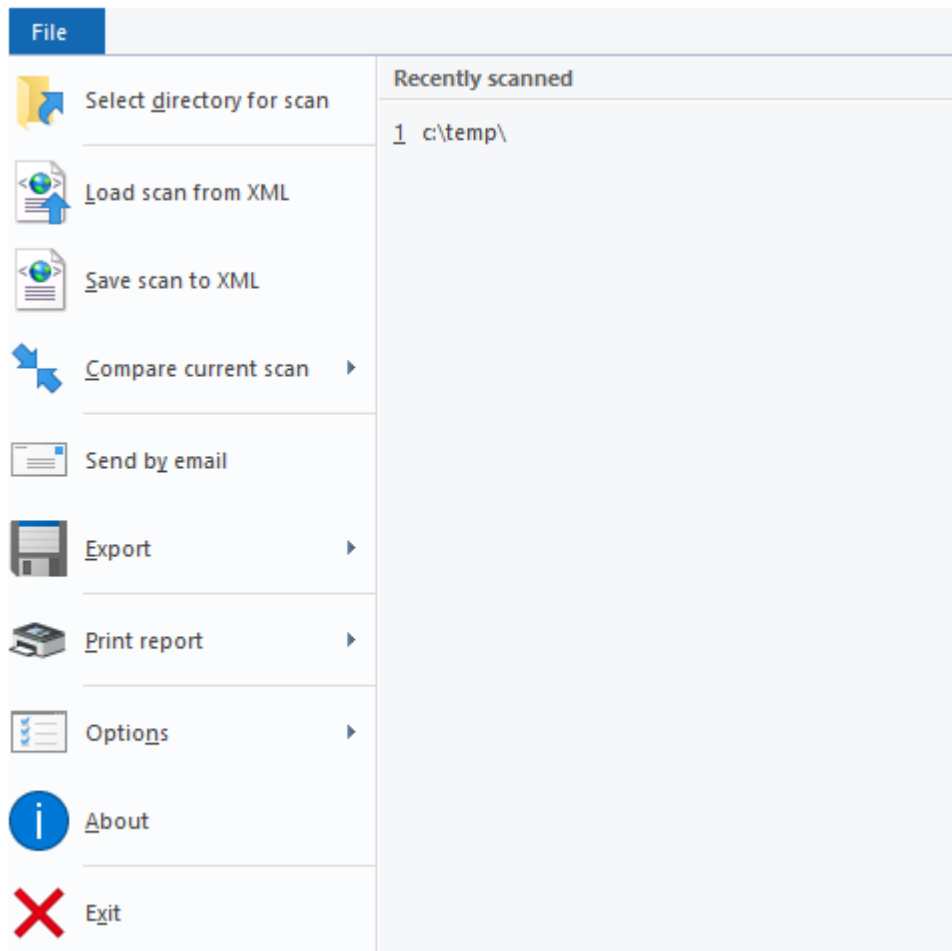 File
Select directory for scan
Load scan from XML
Save scan to XML
Compare current scan
Send by email
Export
Print report
Options
About
Exit
Recently scanned
1 c:\temp\